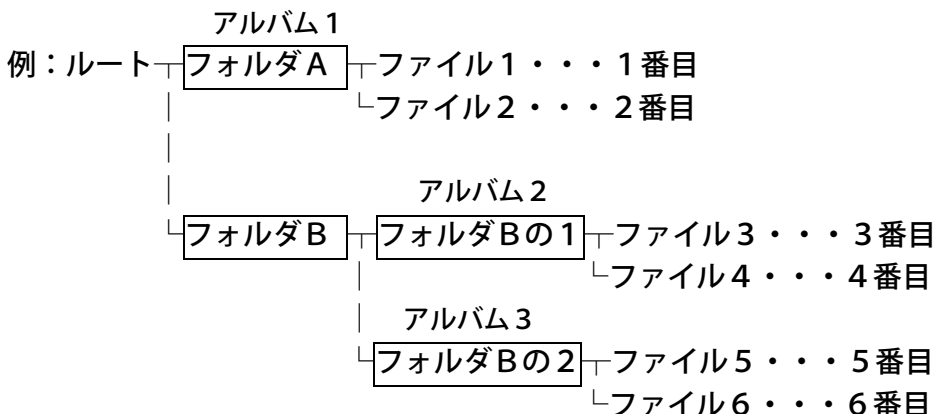 アルバム1
例：ルート┬フォルダA┬ファイル1・・・1番目
└ファイル2・・・2番目
アルバム2
└フォルダB┬フォルダBの1┬ファイル3・・・3番目
└ファイル4・・・4番目
アルバム3
└フォルダBの2┬ファイル5・・・5番目
└ファイル6・・・6番目